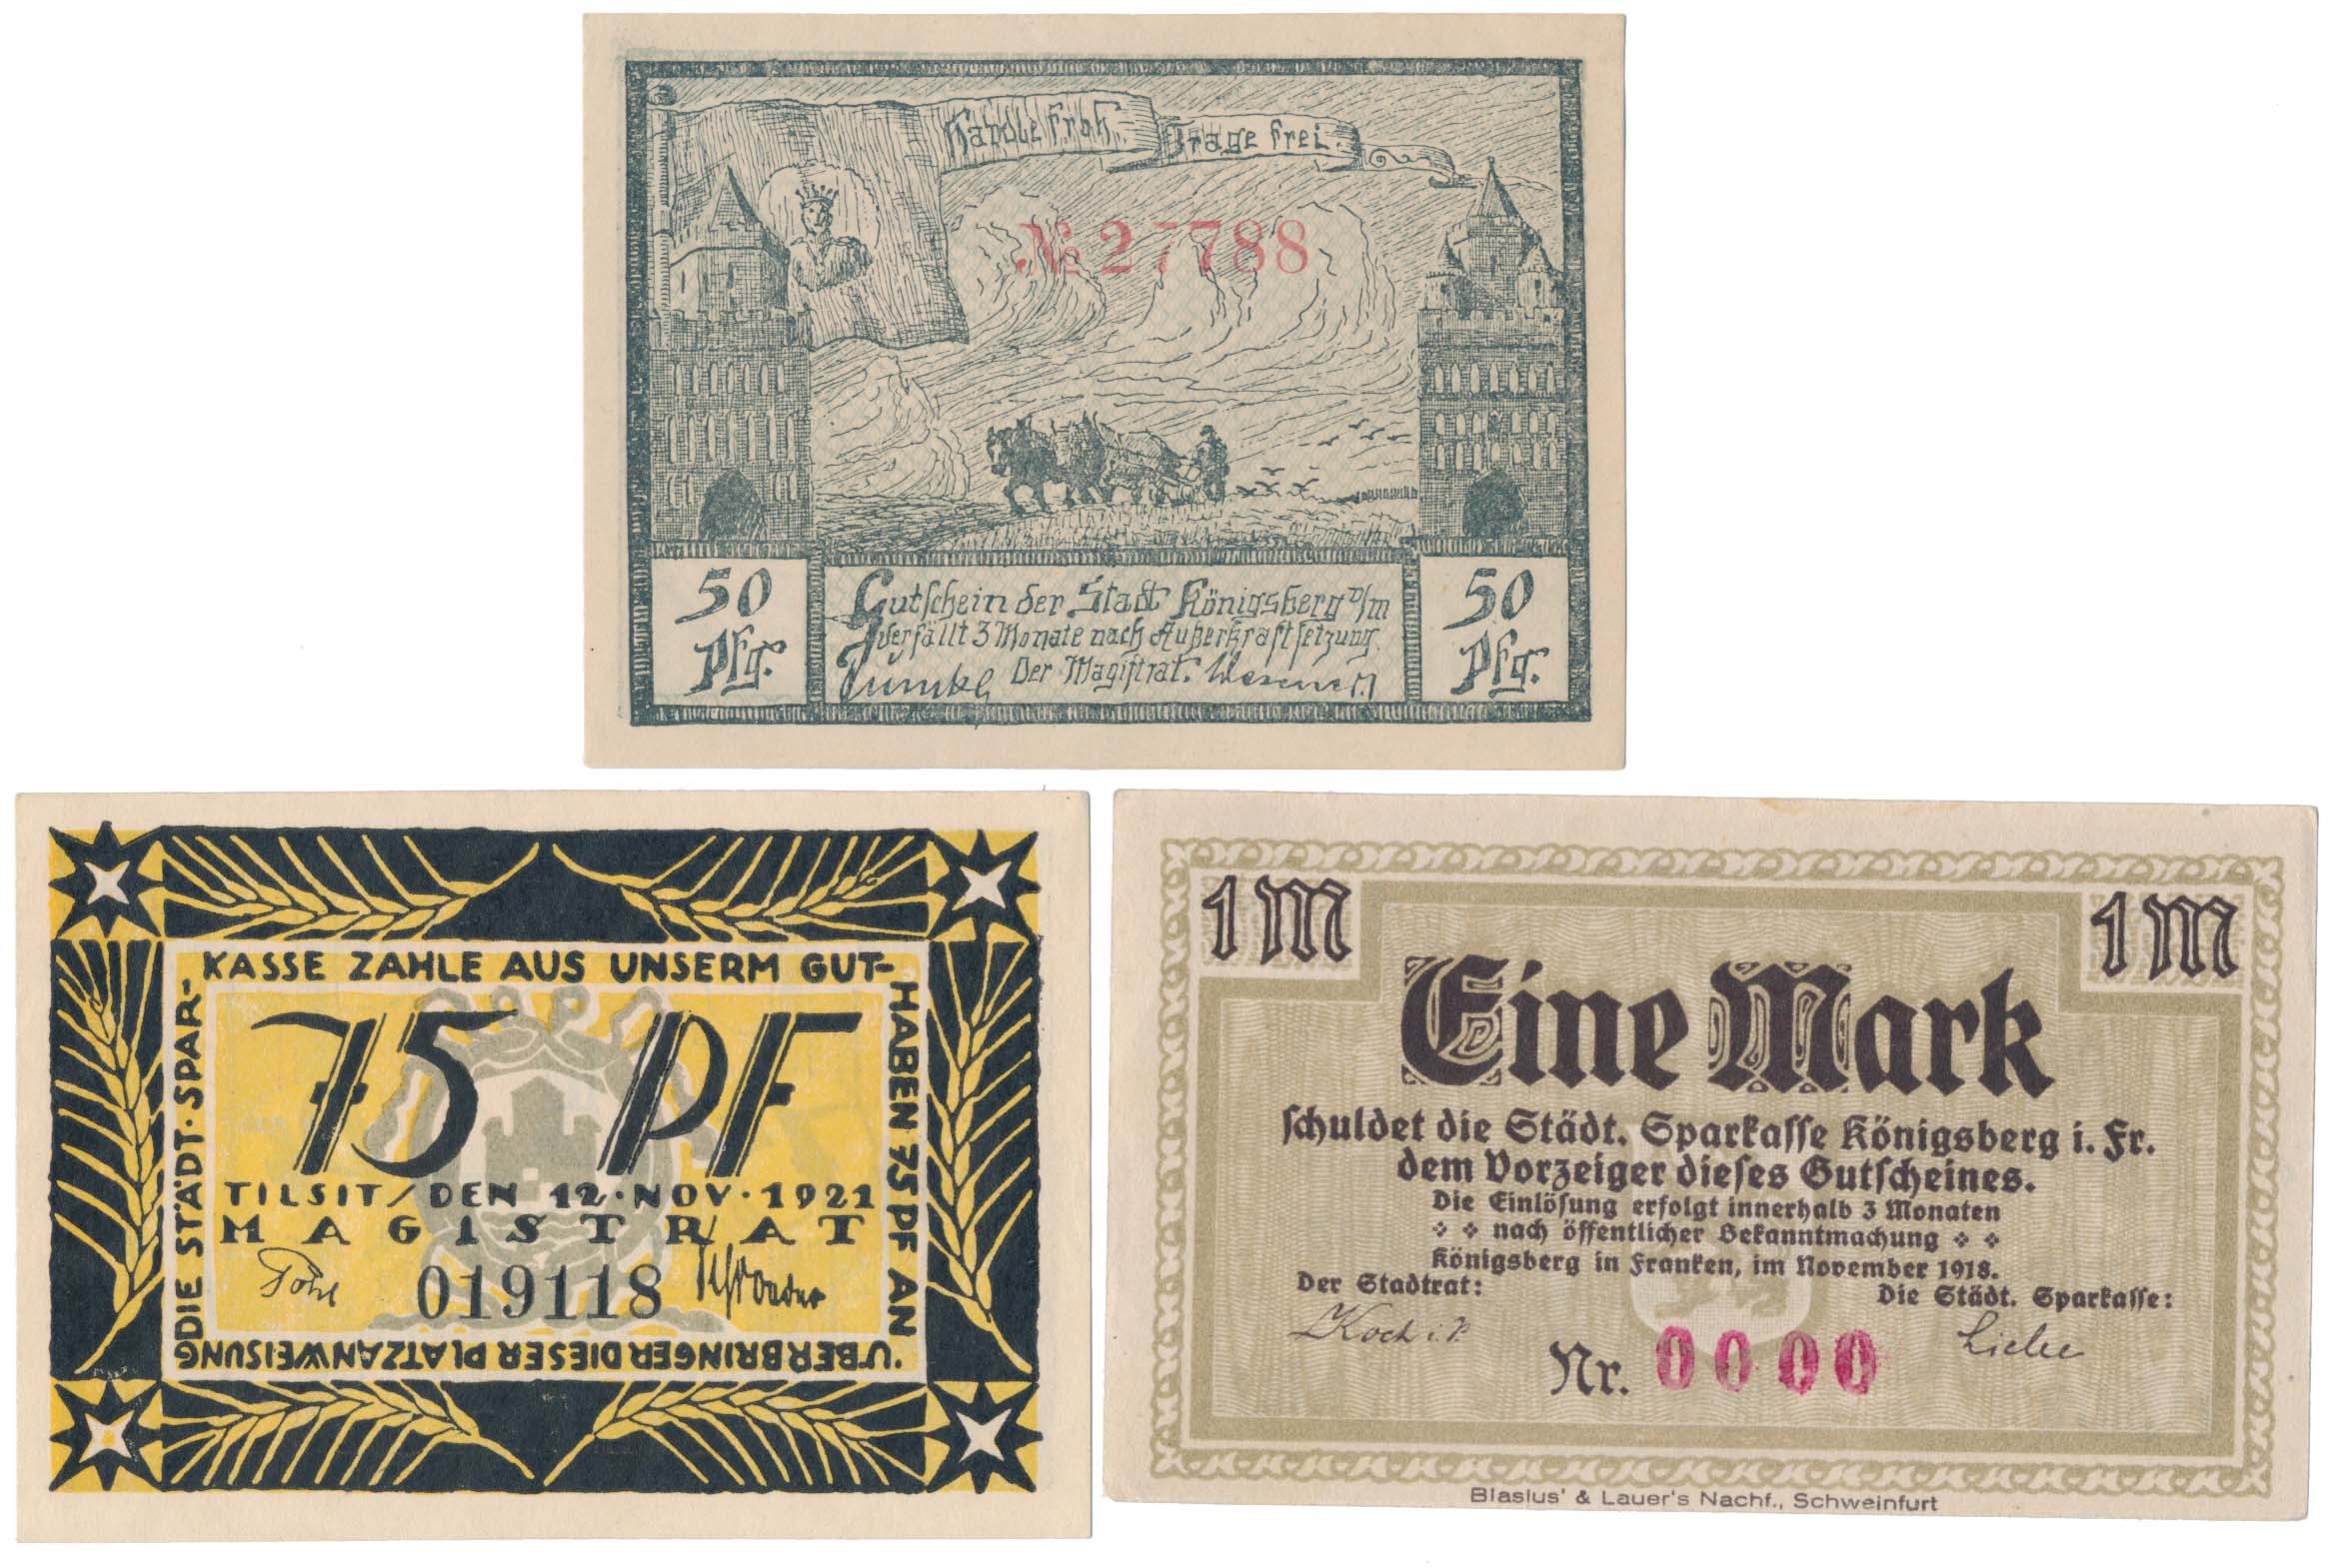 Handle froh.
Trage frei.
№ 27788
50
Pfg.
Gutschein der Stadt Königsberg N/m
verfällt 3 Monate nach Außerkraftsetzung.
Der Magistrat.
50
Pfg.
DIE STÄDT·SPAR-
KASSE ZAHLE AUS UNSERM GUT-
HABEN 75 PF AN
ÜBERBRINGER DIESER PLATZANWEISUNG
75 PF
TILSIT/DEN 12·NOV·1921
MAGISTRAT
Pohl
019118
1 M
1 M
Eine Mark
schuldet die Städt. Sparkasse Königsberg i. Fr.
dem Vorzeiger dieses Gutscheines.
Die Einlösung erfolgt innerhalb 3 Monaten
nach öffentlicher Bekanntmachung
Königsberg in Franken, im November 1918.
Der Stadtrat:
Die Städt. Sparkasse:
Koch i. V.
Nr. 0000
Blasius' & Lauer's Nachf., Schweinfurt